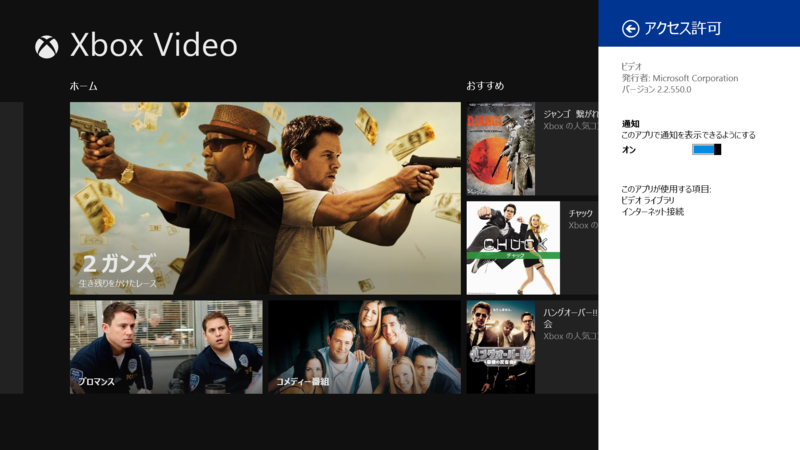 Xbox Video
ホーム
2 ガンズ
生き残りをかけたレース
ブロマンス
コメディー番組
おすすめ
ジャンゴ 繋がれ
Xbox の人気コ
チャック
Xbox の
CHUCK
チャック
ハングオーバー!!
会
Xbox の人気コ
アクセス許可
ビデオ
発行者: Microsoft Corporation
バージョン 2.2.550.0
通知
このアプリで通知を表示できるようにする
オン
このアプリが使用する項目:
ビデオ ライブラリ
インターネット接続